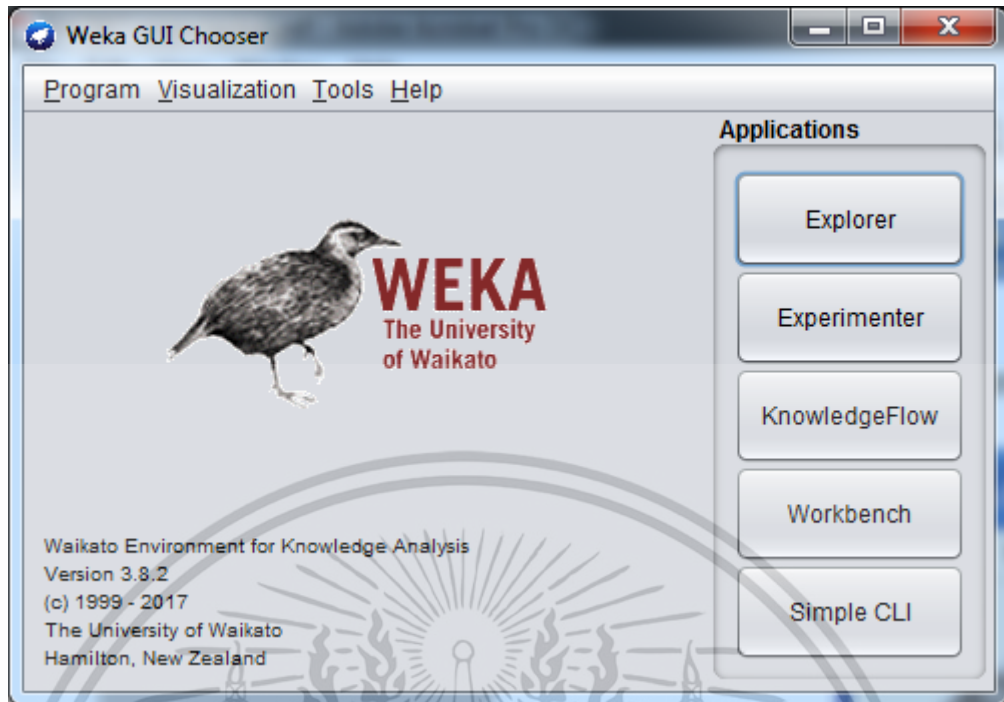 Weka GUI Chooser
Program Visualization Tools Help
Applications
Explorer
Experimenter
KnowledgeFlow
Workbench
Simple CLI
WEKA
The University
of Waikato
Waikato Environment for Knowledge Analysis
Version 3.8.2
(c) 1999 - 2017
The University of Waikato
Hamilton, New Zealand